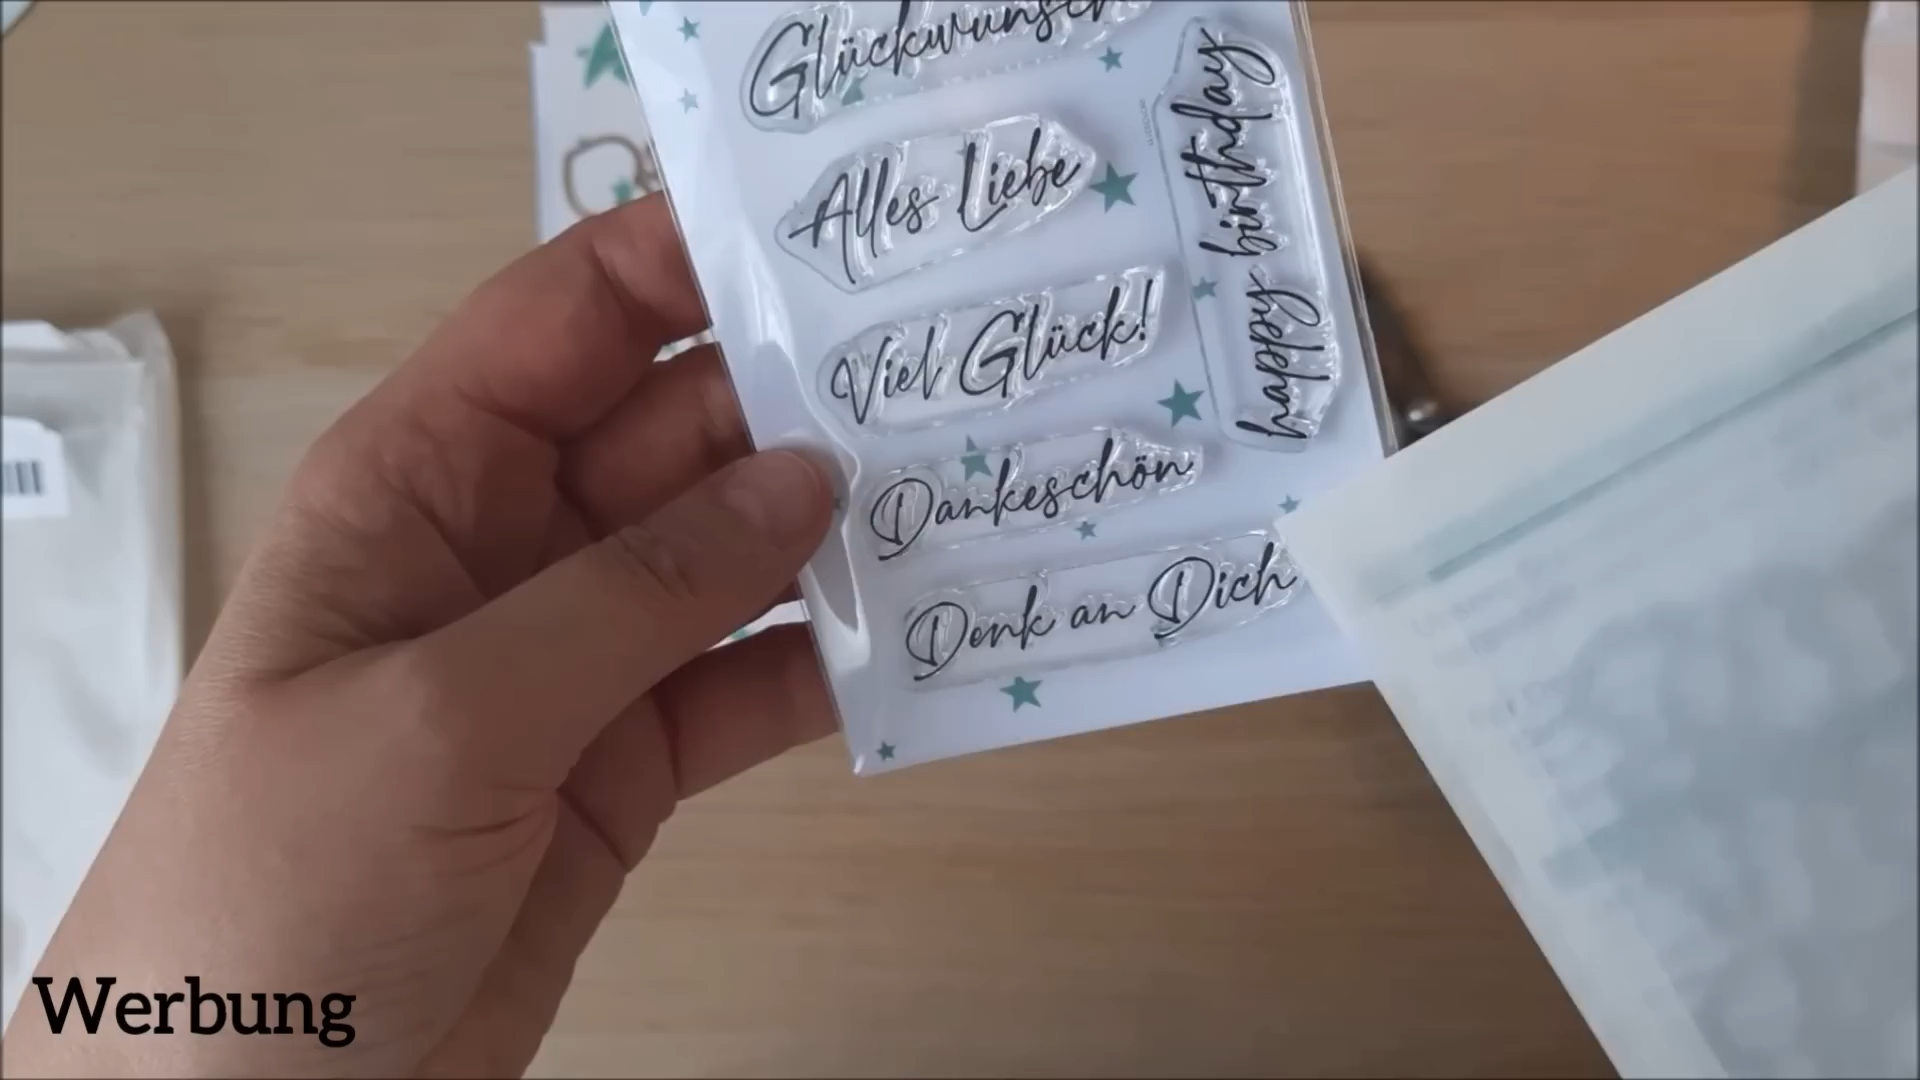 Glückwunsch
Alles Liebe
Viel Glück!
Dankeschön
Denk an Dich
happy birthday
Werbung